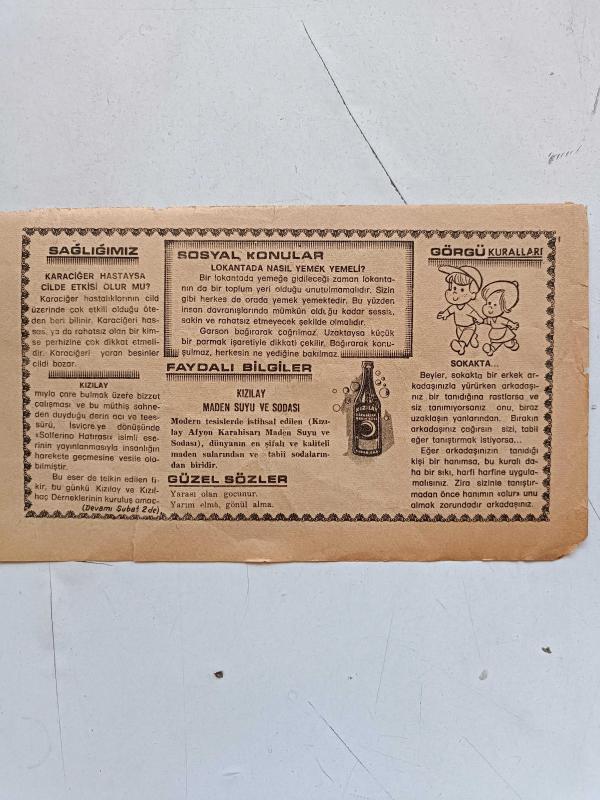 SAĞLIĞIMIZ
KARACİĞER HASTAYSA
CİLDE ETKİSİ OLUR MU?
Karaciğer hastalıklarının cild
üzerinde çok etkili olduğu öte-
den beri bilinir. Karaciğeri has-
sas, ya da rahatsız olan bir kim-
se perhizine çok dikkat etmeli-
dir. Karaciğeri yaran besinler
cildi bozar.
KIZILAY
mıyla çare bulmak üzere bizzat
çalışması ve bu müthiş sahne-
den duyduğu derin acı ve tees-
sürü, İsviçre.ye dönüşünde
«Solferino Hatırası» isimli ese-
rinin yayınlanmasıyla insanlığın
harekete geçmesine vesile ola-
bilmiştir.
Bu eser de telkin edilen fi-
kir, bu günkü Kızılay ve Kızıl-
haç Derneklerinin kuruluş amac-
(Devamı Şubat 2 de)
SOSYAL KONULAR
LOKANTADA NASIL YEMEK YEMELİ?
Bir lokantada yemeğe gidileceği zaman lokanta-
nın da bir toplum yeri olduğu unutulmamalıdır. Sizin
gibi herkes de orada yemek yemektedir. Bu yüzden
insan davranışlarında mümkün olduğu kadar sessiz,
sakin ve rahatsız etmeyecek şekilde olmalıdır.
Garson bağırarak çağrılmaz. Uzaktaysa küçük
bir parmak işaretiyle dikkati çekilir. Bağırarak konu-
şulmaz, herkesin ne yediğine bakılmaz.
FAYDALI BİLGİLER
KIZILAY
MADEN SUYU VE SODASI
Modern tesislerde istihsal edilen (Kızı-
lay Afyon Karahisarı Maden Suyu ve
Sodası), dünyanın en şifalı ve kaliteli
maden sularından ve tabii sodaların-
dan biridir.
KIZILAY
GÜZEL SÖZLER
Yarası olan gocunur.
Yarım elma, gönül alma.
GÖRGÜ KURALLARI
SOKAKTA...
Beyler, sokakta bir erkek ar-
kadaşınızla yürürken arkadaşı-
nız bir tanıdığına rastlarsa ve
siz tanımıyorsanız onu, biraz
uzaklaşın yanlarından. Bırakın
arkadaşınız çağırsın sizi, tabii
eğer tanıştırmak istiyorsa...
Eğer arkadaşınızın tanıdığı
kişi bir hanımsa, bu kuralı da-
ha bir sıkı, harfi harfine uygula-
malısınız. Zira sizinle tanıştır-
madan önce hanımın «olur» unu
almak zorundadır arkadaşınız.